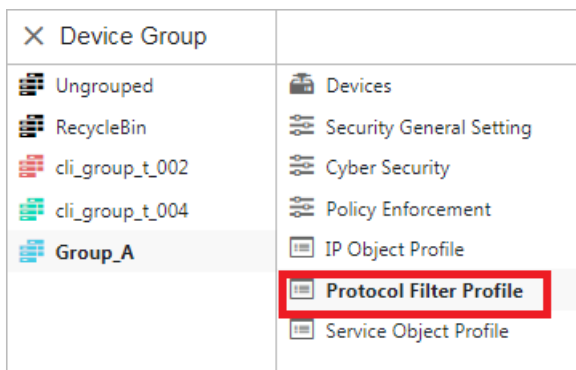 Device Group
Ungrouped
RecycleBin
cli_group_t_002
cli_group_t_004
Group_A
Devices
Security General Setting
Cyber Security
Policy Enforcement
IP Object Profile
Protocol Filter Profile
Service Object Profile